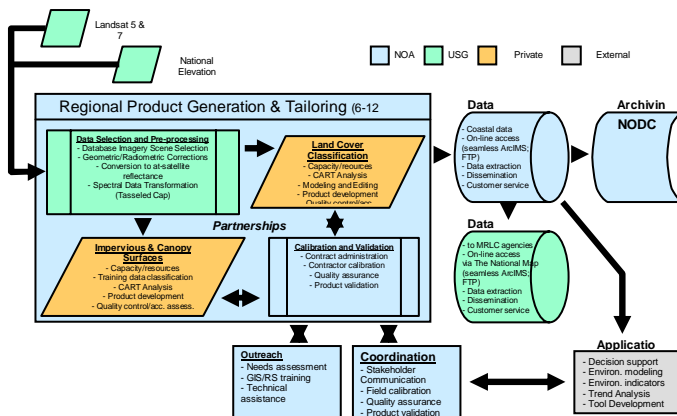 Landsat 5 &
7
National
Elevation
NOA
USG
Private
External
Regional Product Generation & Tailoring (6-12
Data Selection and Pre-processing
- Database Imagery Scene Selection
- Geometric/Radiometric Corrections
- Conversion to at-satellite
reflectance
- Spectral Data Transformation
(Tasseled Cap)
Land Cover
Classification
- Capacity/reources
- CART Analysis
- Modeling and Editing
- Product development
Quality control/acc.
Partnerships
Impervious & Canopy
Surfaces
- Capacity/resources
- Training data classification
- CART Analysis
- Product development
- Quality control/acc. assess.
Calibration and Validation
- Contract administration
- Contractor calibration
- Quality assurance
- Product validation
Data
- Coastal data
- On-line access
(seamless ArcIMS;
FTP)
- Data extraction
- Dissemination
- Customer service
Archivin
NODC
Data
- to MRLC agencies
- On-line access
via The National Map
(seamless ArcIMS;
FTP)
- Data extraction
- Dissemination
- Customer service
Outreach
- Needs assessment
- GIS/RS training
- Technical
assistance
Coordination
- Stakeholder
Communication
- Field calibration
- Quality assurance
- Product validation
Applicatio
- Decision support
- Environ. modeling
- Environ. indicators
- Trend Analysis
- Tool Development